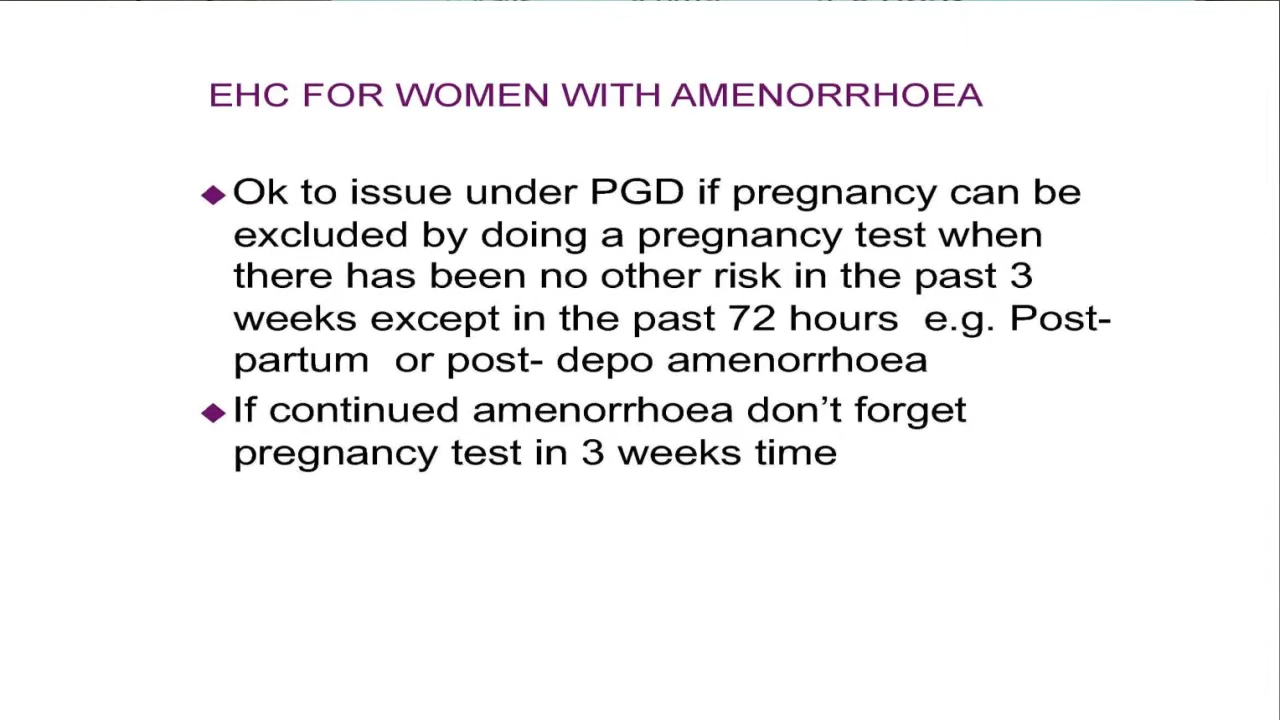 EHC FOR WOMEN WITH AMENORRHOEA
Ok to issue under PGD if pregnancy can be
excluded by doing a pregnancy test when
there has been no other risk in the past 3
weeks except in the past 72 hours  e.g. Post-
partum  or post- depo amenorrhoea
If continued amenorrhoea don’t forget
pregnancy test in 3 weeks time